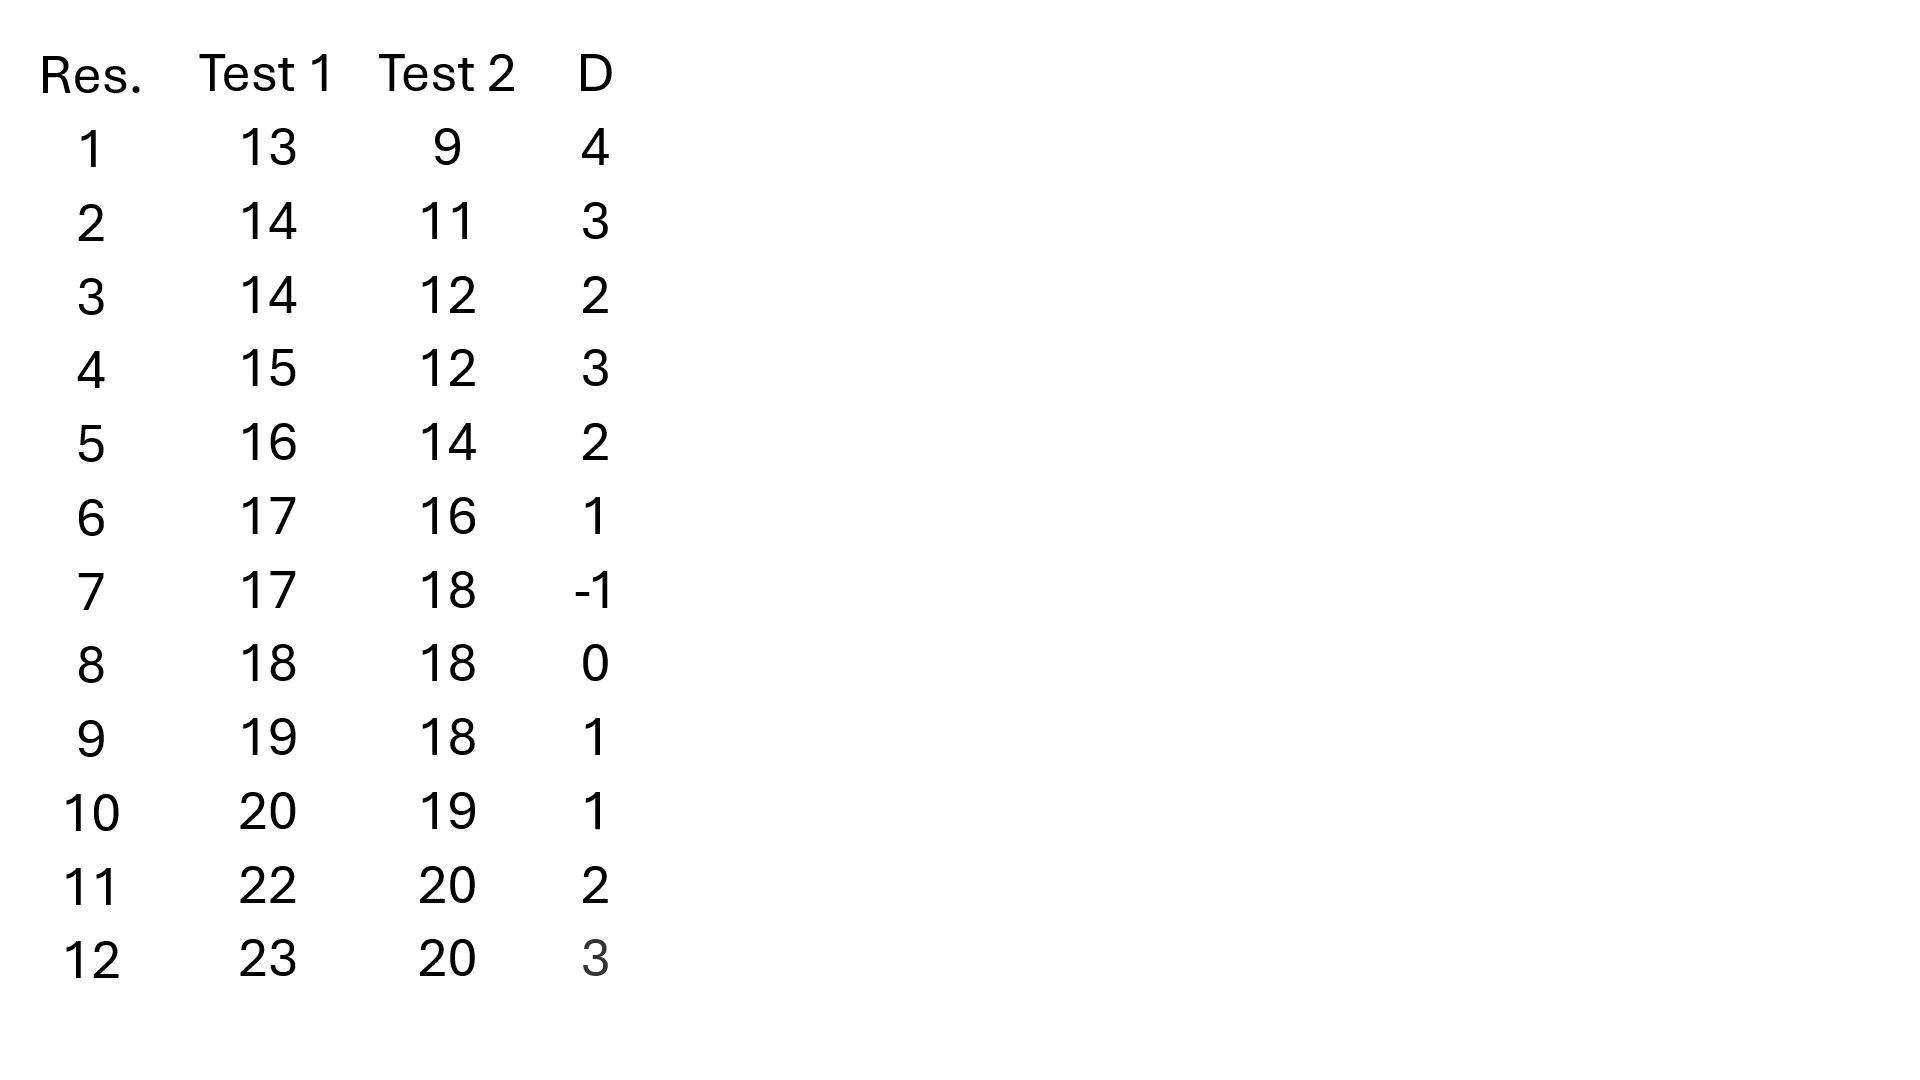 Res. Test 1 Test 2 D
1 13 9 4
2 14 11 3
3 14 12 2
4 15 12 3
5 16 14 2
6 17 16 1
7 17 18 -1
8 18 18 0
9 19 18 1
10 20 19 1
11 22 20 2
12 23 20 3